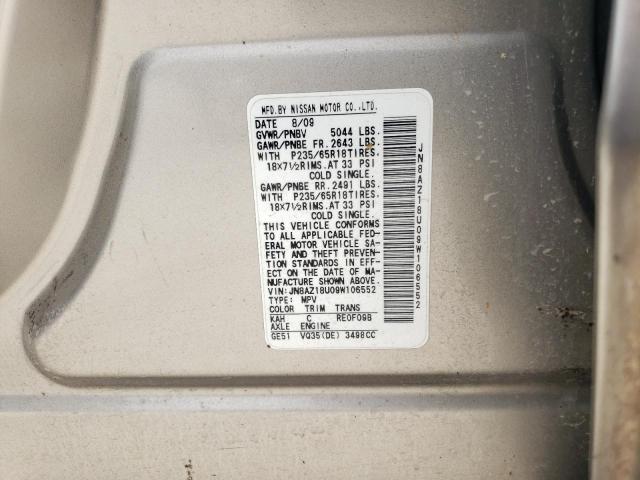 MFD.BY NISSAN MOTOR CO.,LTD.
DATE 8/09
GVWR/PNBV 5044 LBS.
GAWR/PNBE FR. 2643 LBS.
WITH P235/65R18TIRES.
18X7½RIMS.AT 33 PSI
COLD SINGLE.
GAWR/PNBE RR. 2491 LBS.
WITH P235/65R18TIRES.
18X7½RIMS.AT 33 PSI
COLD SINGLE.
THIS VEHICLE CONFORMS
TO ALL APPLICABLE FED-
ERAL MOTOR VEHICLE SA-
FETY AND THEFT PREVEN-
TION STANDARDS IN EFF-
ECT ON THE DATE OF MA-
NUFACTURE SHOWN ABOVE.
VIN:JN8AZ18U09W106552
TYPE: MPV
COLOR TRIM TRANS
KAH C RE0F09B
AXLE ENGINE
GE51 VQ35(DE) 3498CC
JN8AZ18U09W106552